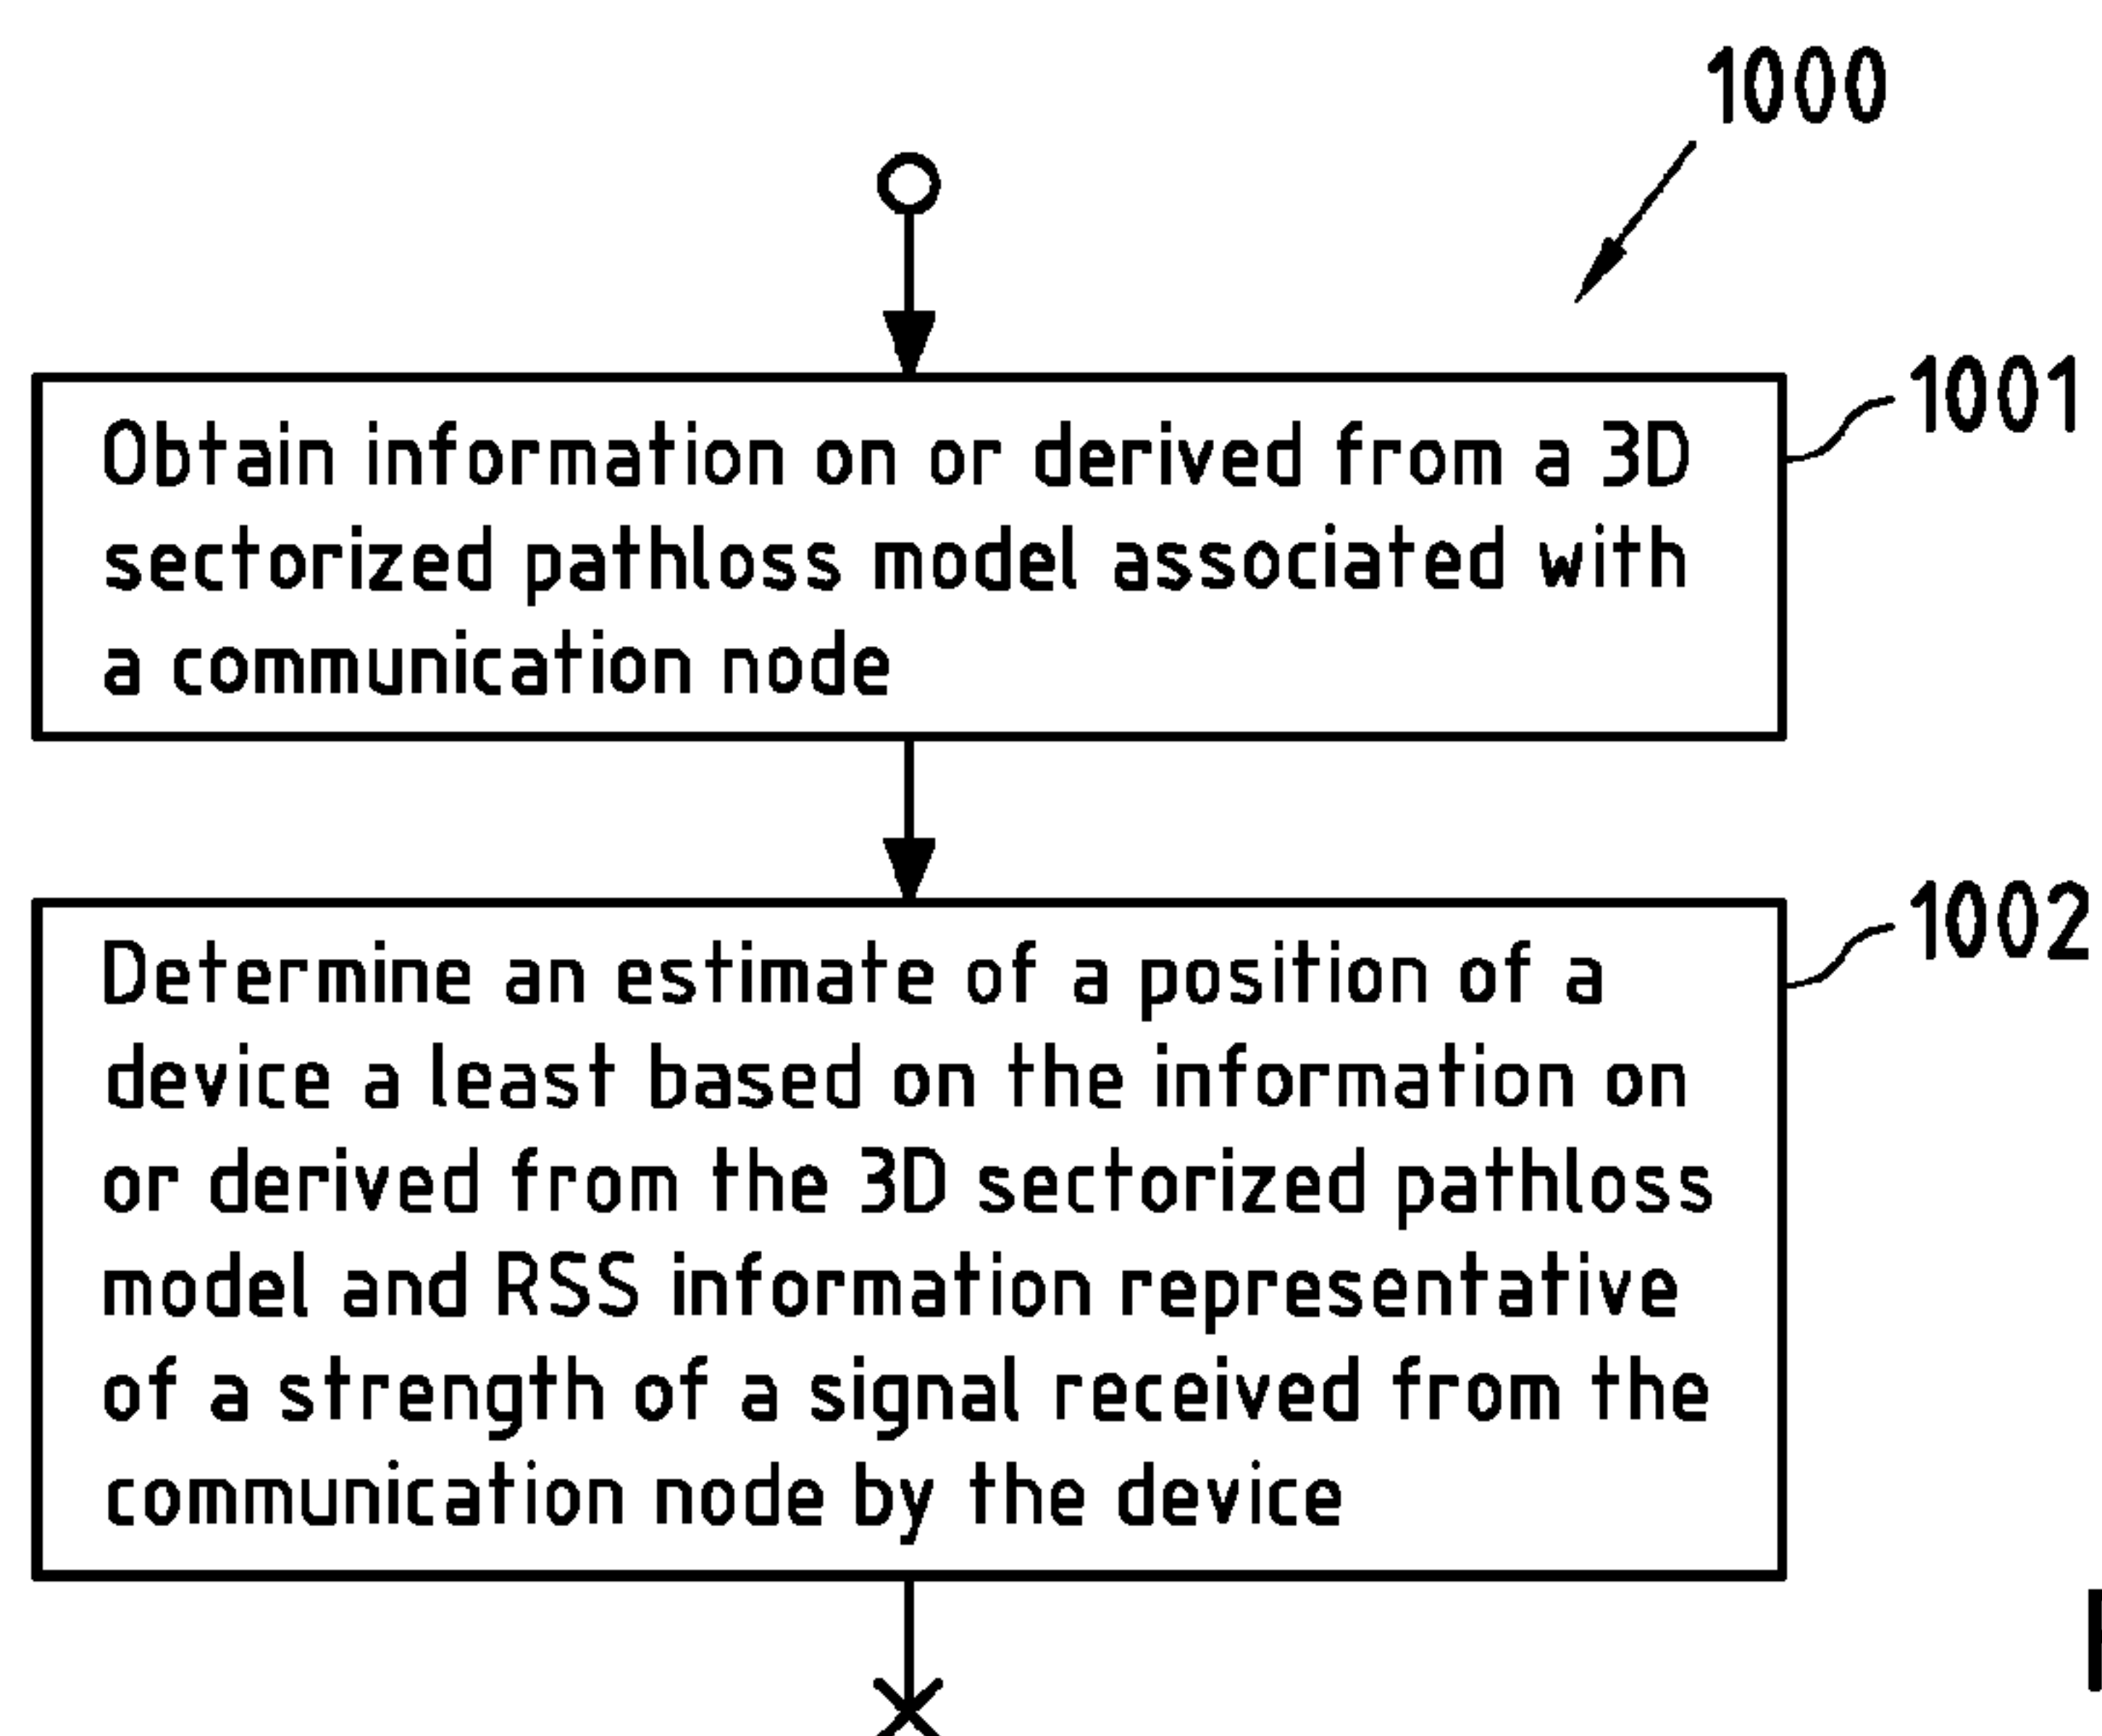 1000
1001
Obtain information on or derived from a 3D
sectorized pathloss model associated with
a communication node
1002
Determine an estimate of a position of a
device a least based on the information on
or derived from the 3D sectorized pathloss
model and RSS information representative
of a strength of a signal received from the
communication node by the device